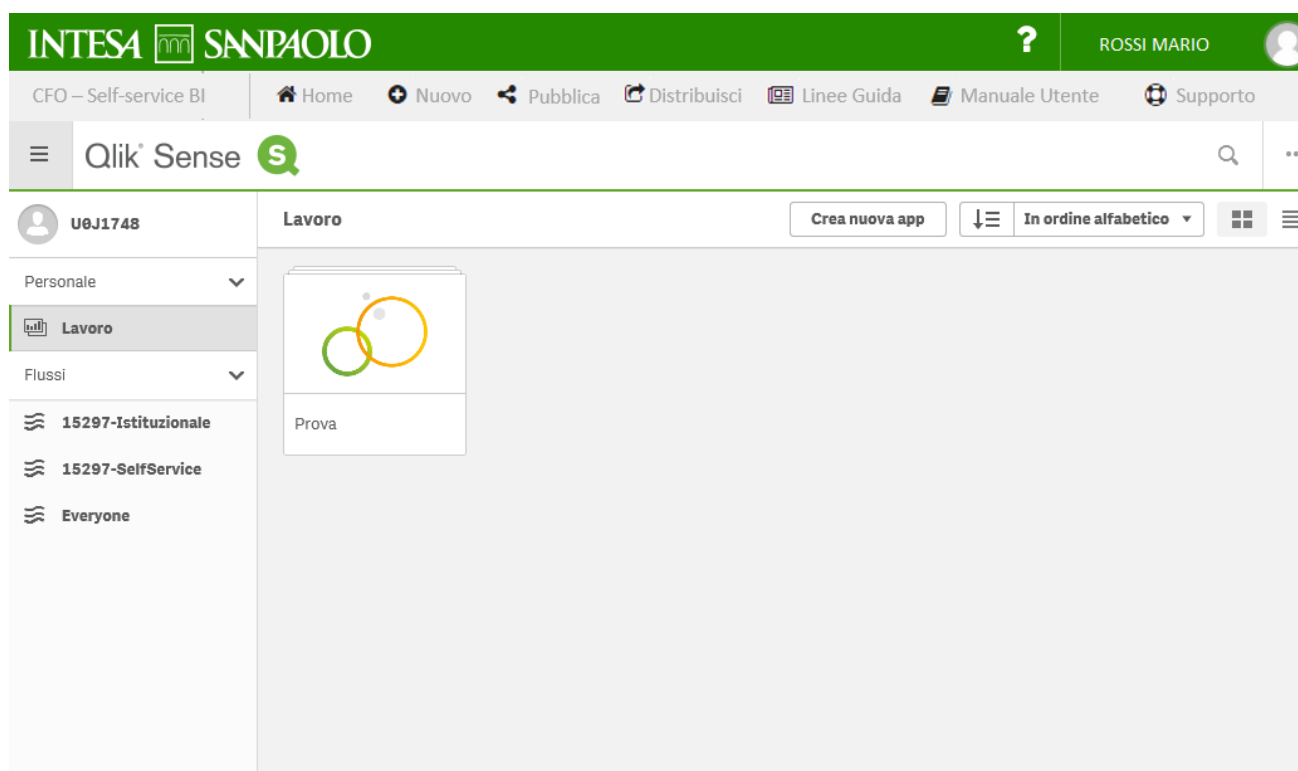 INTESA SANPAOLO ? ROSSI MARIO
CFO – Self-service BI Home Nuovo Pubblica Distribuisci Linee Guida Manuale Utente Supporto
Qlik Sense
U0J1748 Lavoro Crea nuova app In ordine alfabetico
Personale
Lavoro
Flussi
15297-Istituzionale Prova
15297-SelfService
Everyone